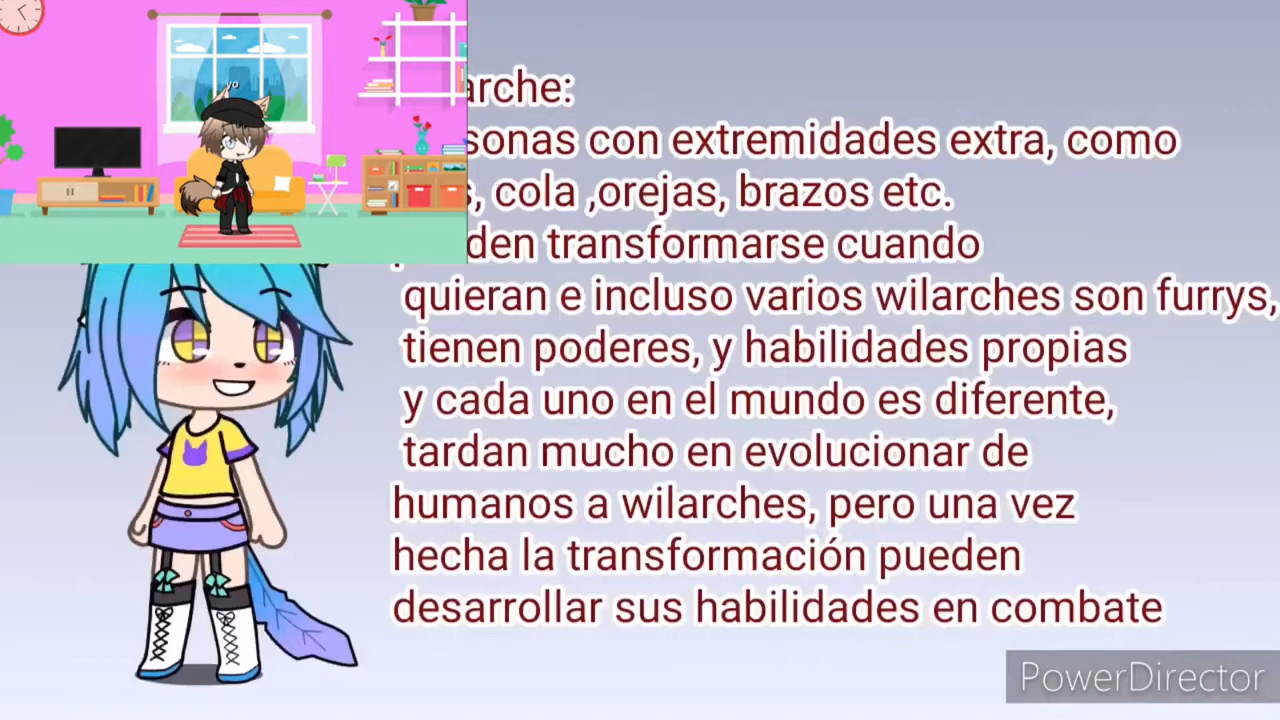 yo
arche:
sonas con extremidades extra, como
s, cola ,orejas, brazos etc.
den transformarse cuando
quieran e incluso varios wilarches son furrys,
tienen poderes, y habilidades propias
y cada uno en el mundo es diferente,
tardan mucho en evolucionar de
humanos a wilarches, pero una vez
hecha la transformación pueden
desarrollar sus habilidades en combate
PowerDirector